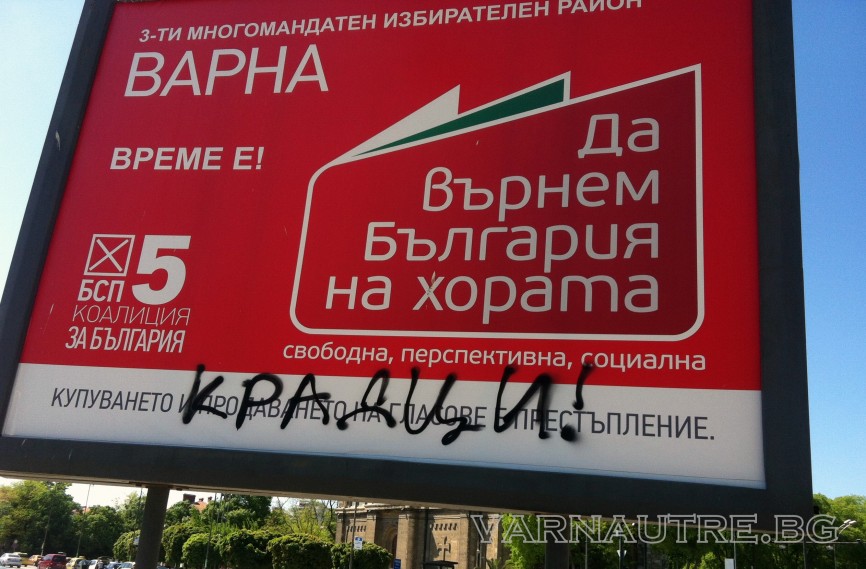 3-ТИ МНОГОМАНДАТЕН ИЗБИРАТЕЛЕН РАЙОН
ВАРНА
ВРЕМЕ Е!
Да
върнем
България
на хората
БСП 5
КОАЛИЦИЯ
ЗА БЪЛГАРИЯ
свободна, перспективна, социална
КРАДЦИ!
КУПУВАНЕТО И ПРОДАВАНЕТО НА ГЛАСОВЕ Е ПРЕСТЪПЛЕНИЕ.
VARNAUTRE.BG